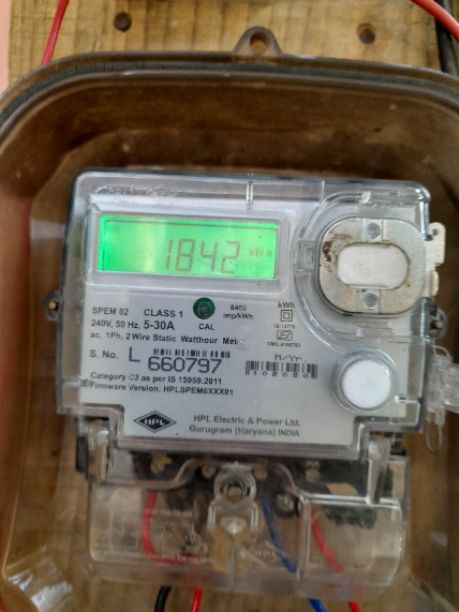 1842 kWh
SPEM 02 CLASS 1
240V, 50 Hz, 5-30A
ac, 1Ph, 2 Wire Static Watthour Meter
CAL
6400
imp/kWh
kWh
S. No. L 660797
M/Yr
Category C3 as per IS 15959:2011
Firmware Version: HPLSPEM6XXX01
HPL
HPL Electric & Power Ltd.
Gurugram (Haryana) INDIA